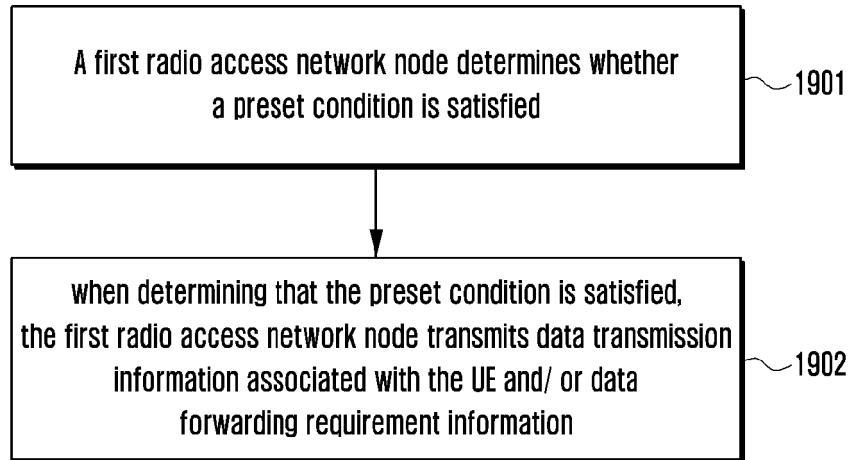 A first radio access network node determines whether
a preset condition is satisfied
1901
when determining that the preset condition is satisfied,
the first radio access network node transmits data transmission
information associated with the UE and/ or data
forwarding requirement information
1902